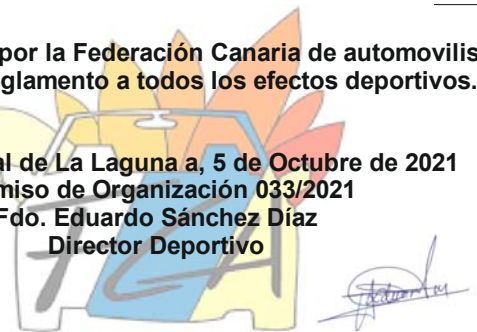 por la Federación Canaria de automovilis
glamento a todos los efectos deportivos.
al de La Laguna a, 5 de Octubre de 2021
miso de Organización 033/2021
Fdo. Eduardo Sánchez Díaz
Director Deportivo